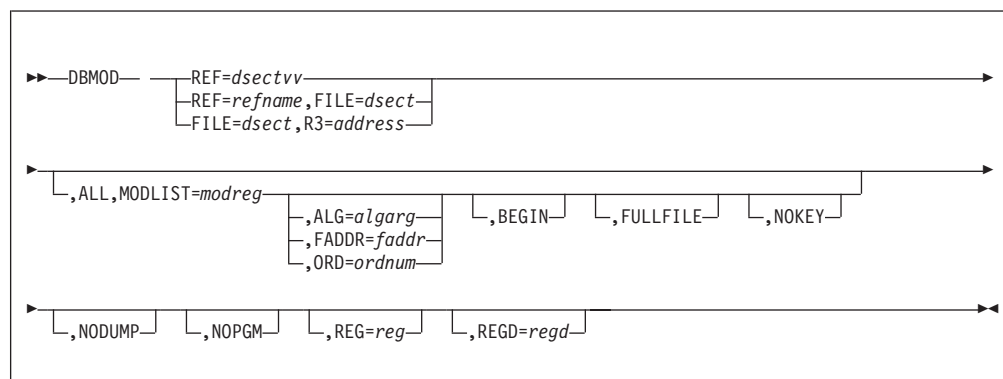 DBMOD REF=dsectvv
REF=refname,FILE=dsect
FILE=dsect,R3=address
,ALL,MODLIST=modreg
,ALG=algarg ,BEGIN ,FULLFILE ,NOKEY
,FADDR=faddr
,ORD=ordnum
,NODUMP ,NOPGM ,REG=reg ,REGD=regd